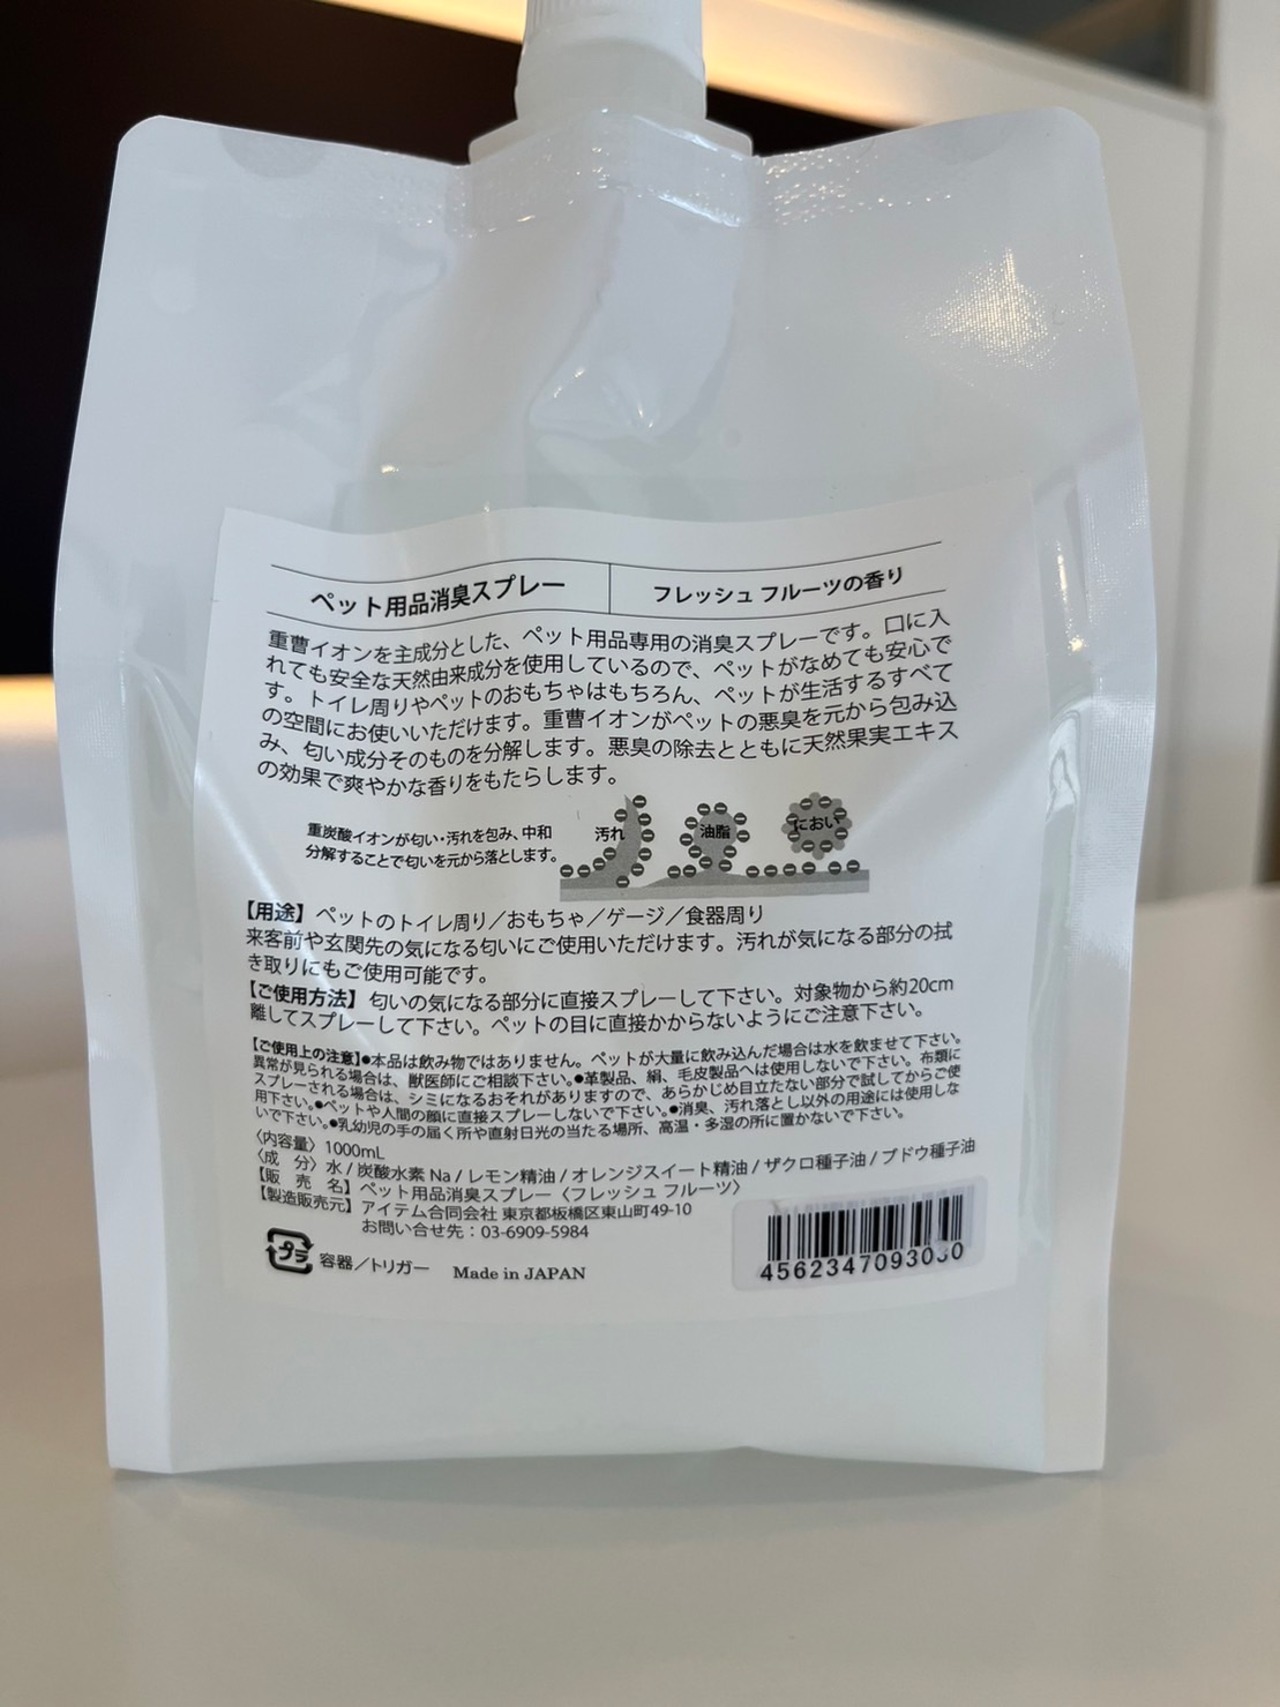 ペット用品消臭スプレー フレッシュ フルーツの香り
重曹イオンを主成分とした、ペット用品専用の消臭スプレーです。口に入
れても安全な天然由来成分を使用しているので、ペットがなめても安心で
す。トイレ周りやペットのおもちゃはもちろん、ペットが生活するすべて
の空間にお使いいただけます。重曹イオンがペットの悪臭を元から包み込
み、匂い成分そのものを分解します。悪臭の除去とともに天然果実エキス
の効果で爽やかな香りをもたらします。
重炭酸イオンが匂い・汚れを包み、中和
分解することで匂いを元から落とします。
汚れ 油脂 におい
【用途】ペットのトイレ周り／おもちゃ／ゲージ／食器周り
来客前や玄関先の気になる匂いにご使用いただけます。汚れが気になる部分の拭
き取りにもご使用可能です。
【ご使用方法】匂いの気になる部分に直接スプレーして下さい。対象物から約20cm
離してスプレーして下さい。ペットの目に直接かからないようにご注意下さい。
【ご使用上の注意】●本品は飲み物ではありません。ペットが大量に飲み込んだ場合は水を飲ませて下さい。
異常が見られる場合は、獣医師にご相談下さい。●革製品、絹、毛皮製品へは使用しないで下さい。布類に
スプレーされる場合は、シミになるおそれがありますので、あらかじめ目立たない部分で試してからご使
用下さい。●ペットや人間の顔に直接スプレーしないで下さい。●消臭、汚れ落とし以外の用途には使用しな
いで下さい。●乳幼児の手の届く所や直射日光の当たる場所、高温・多湿の所に置かないで下さい。
〈内容量〉1000mL
〈成 分〉水 / 炭酸水素 Na / レモン精油 / オレンジスイート精油 / ザクロ種子油 / ブドウ種子油
【販 売 名】ペット用品消臭スプレー〈フレッシュ フルーツ〉
【製造販売元】アイテム合同会社 東京都板橋区東山町49-10
お問い合せ先：03-6909-5984
プラ 容器／トリガー Made in JAPAN
4562347093030